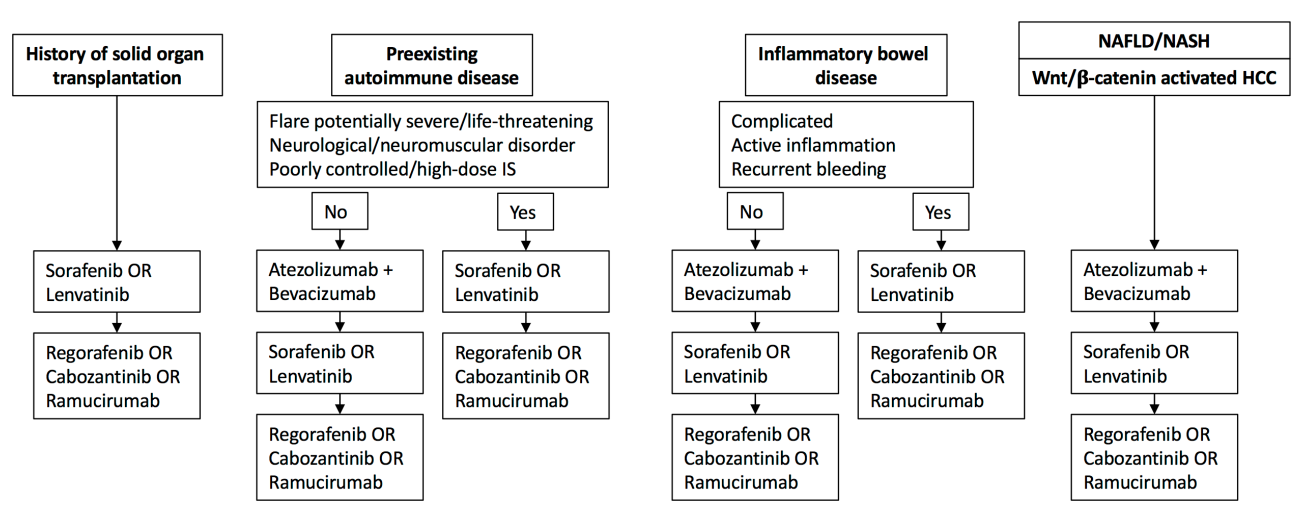 History of solid organ
transplantation
Sorafenib OR
Lenvatinib
Regorafenib OR
Cabozantinib OR
Ramucirumab
Preexisting
autoimmune disease
Flare potentially severe/life-threatening
Neurological/neuromuscular disorder
Poorly controlled/high-dose IS
No
Atezolizumab +
Bevacizumab
Sorafenib OR
Lenvatinib
Regorafenib OR
Cabozantinib OR
Ramucirumab
Yes
Sorafenib OR
Lenvatinib
Regorafenib OR
Cabozantinib OR
Ramucirumab
Inflammatory bowel
disease
Complicated
Active inflammation
Recurrent bleeding
No
Atezolizumab +
Bevacizumab
Sorafenib OR
Lenvatinib
Regorafenib OR
Cabozantinib OR
Ramucirumab
Yes
Sorafenib OR
Lenvatinib
Regorafenib OR
Cabozantinib OR
Ramucirumab
NAFLD/NASH
Wnt/β-catenin activated HCC
Atezolizumab +
Bevacizumab
Sorafenib OR
Lenvatinib
Regorafenib OR
Cabozantinib OR
Ramucirumab